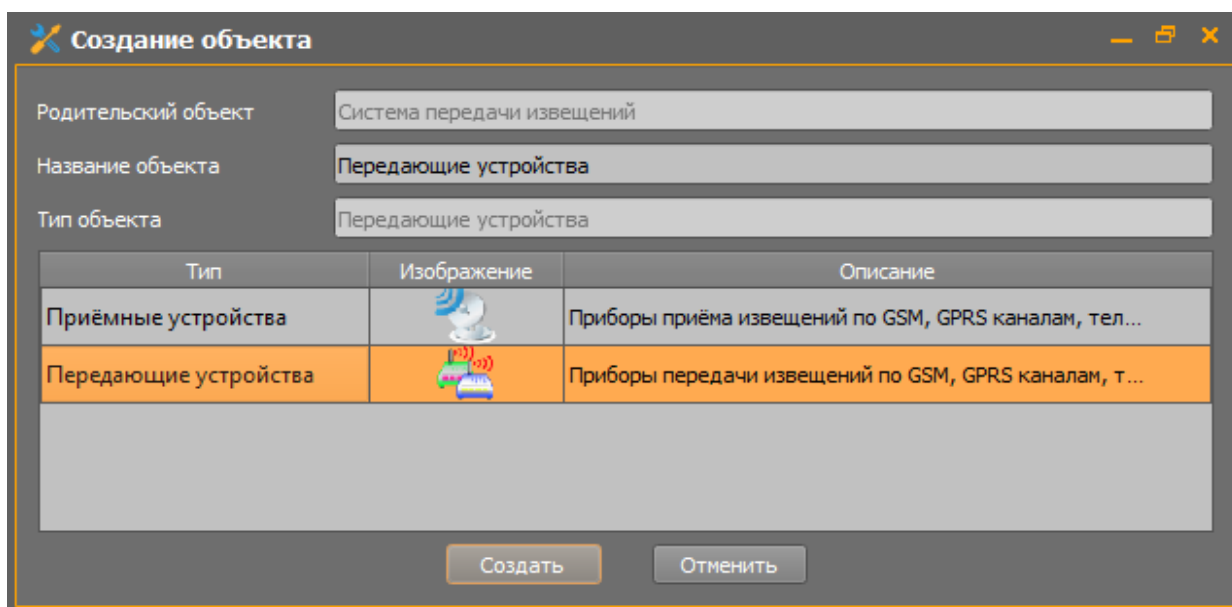 Создание объекта
Родительский объект Система передачи извещений
Название объекта Передающие устройства
Тип объекта Передающие устройства
Тип Изображение Описание
Приёмные устройства Приборы приёма извещений по GSM, GPRS каналам, тел...
Передающие устройства Приборы передачи извещений по GSM, GPRS каналам, т...
Создать Отменить